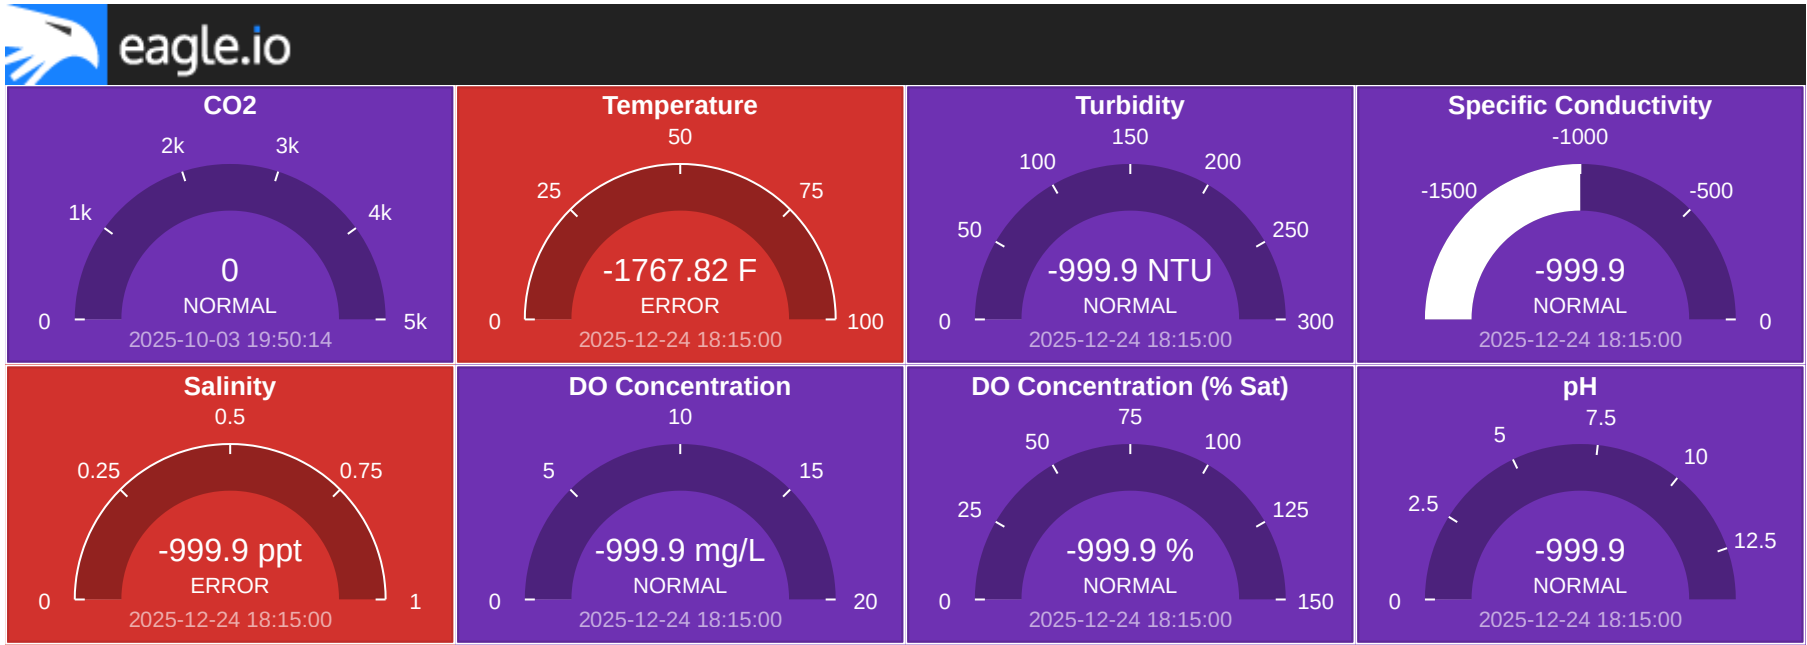 eagle.io
CO2
2k
3k
1k
4k
0
NORMAL
0
5k
2025-10-03 19:50:14
Temperature
50
25
75
-1767.82 F
ERROR
0
100
2025-12-24 18:15:00
Turbidity
150
100
200
50
250
-999.9 NTU
NORMAL
0
300
2025-12-24 18:15:00
Specific Conductivity
-1000
-1500
-500
-999.9
NORMAL
0
2025-12-24 18:15:00
Salinity
0.5
0.25
0.75
-999.9 ppt
ERROR
0
1
2025-12-24 18:15:00
DO Concentration
10
5
15
-999.9 mg/L
NORMAL
0
20
2025-12-24 18:15:00
DO Concentration (% Sat)
75
50
100
25
125
-999.9 %
NORMAL
0
150
2025-12-24 18:15:00
pH
7.5
5
10
2.5
12.5
-999.9
NORMAL
0
2025-12-24 18:15:00